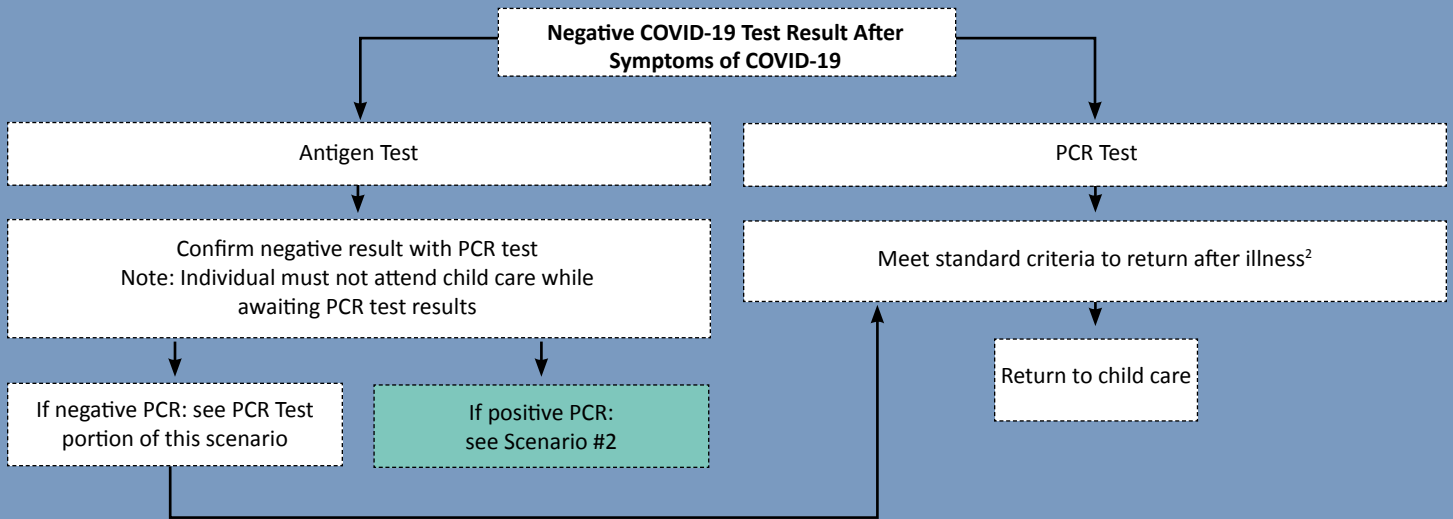 Negative COVID-19 Test Result After
Symptoms of COVID-19
Antigen Test
PCR Test
Confirm negative result with PCR test
Note: Individual must not attend child care while
awaiting PCR test results
Meet standard criteria to return after illness²
If negative PCR: see PCR Test
portion of this scenario
If positive PCR:
see Scenario #2
Return to child care